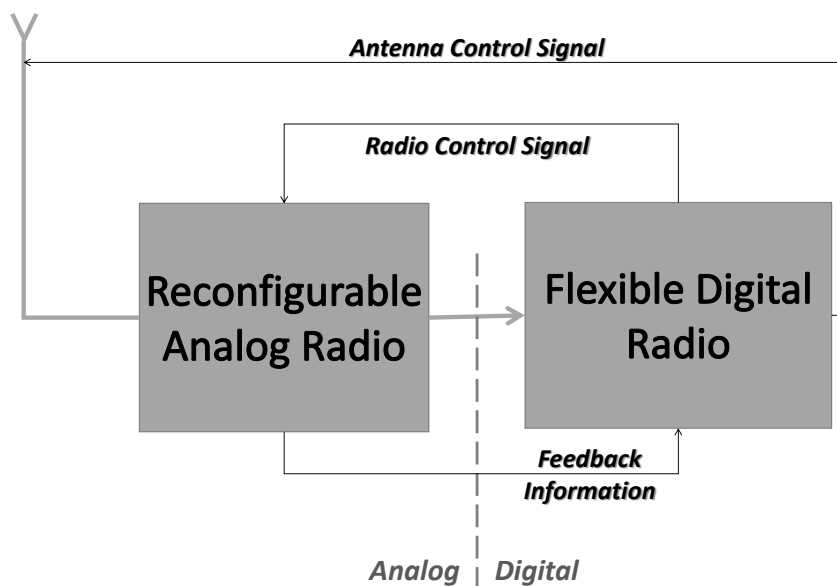 Antenna Control Signal
Radio Control Signal
Reconfigurable
Analog Radio
Flexible Digital
Radio
Feedback
Information
Analog Digital